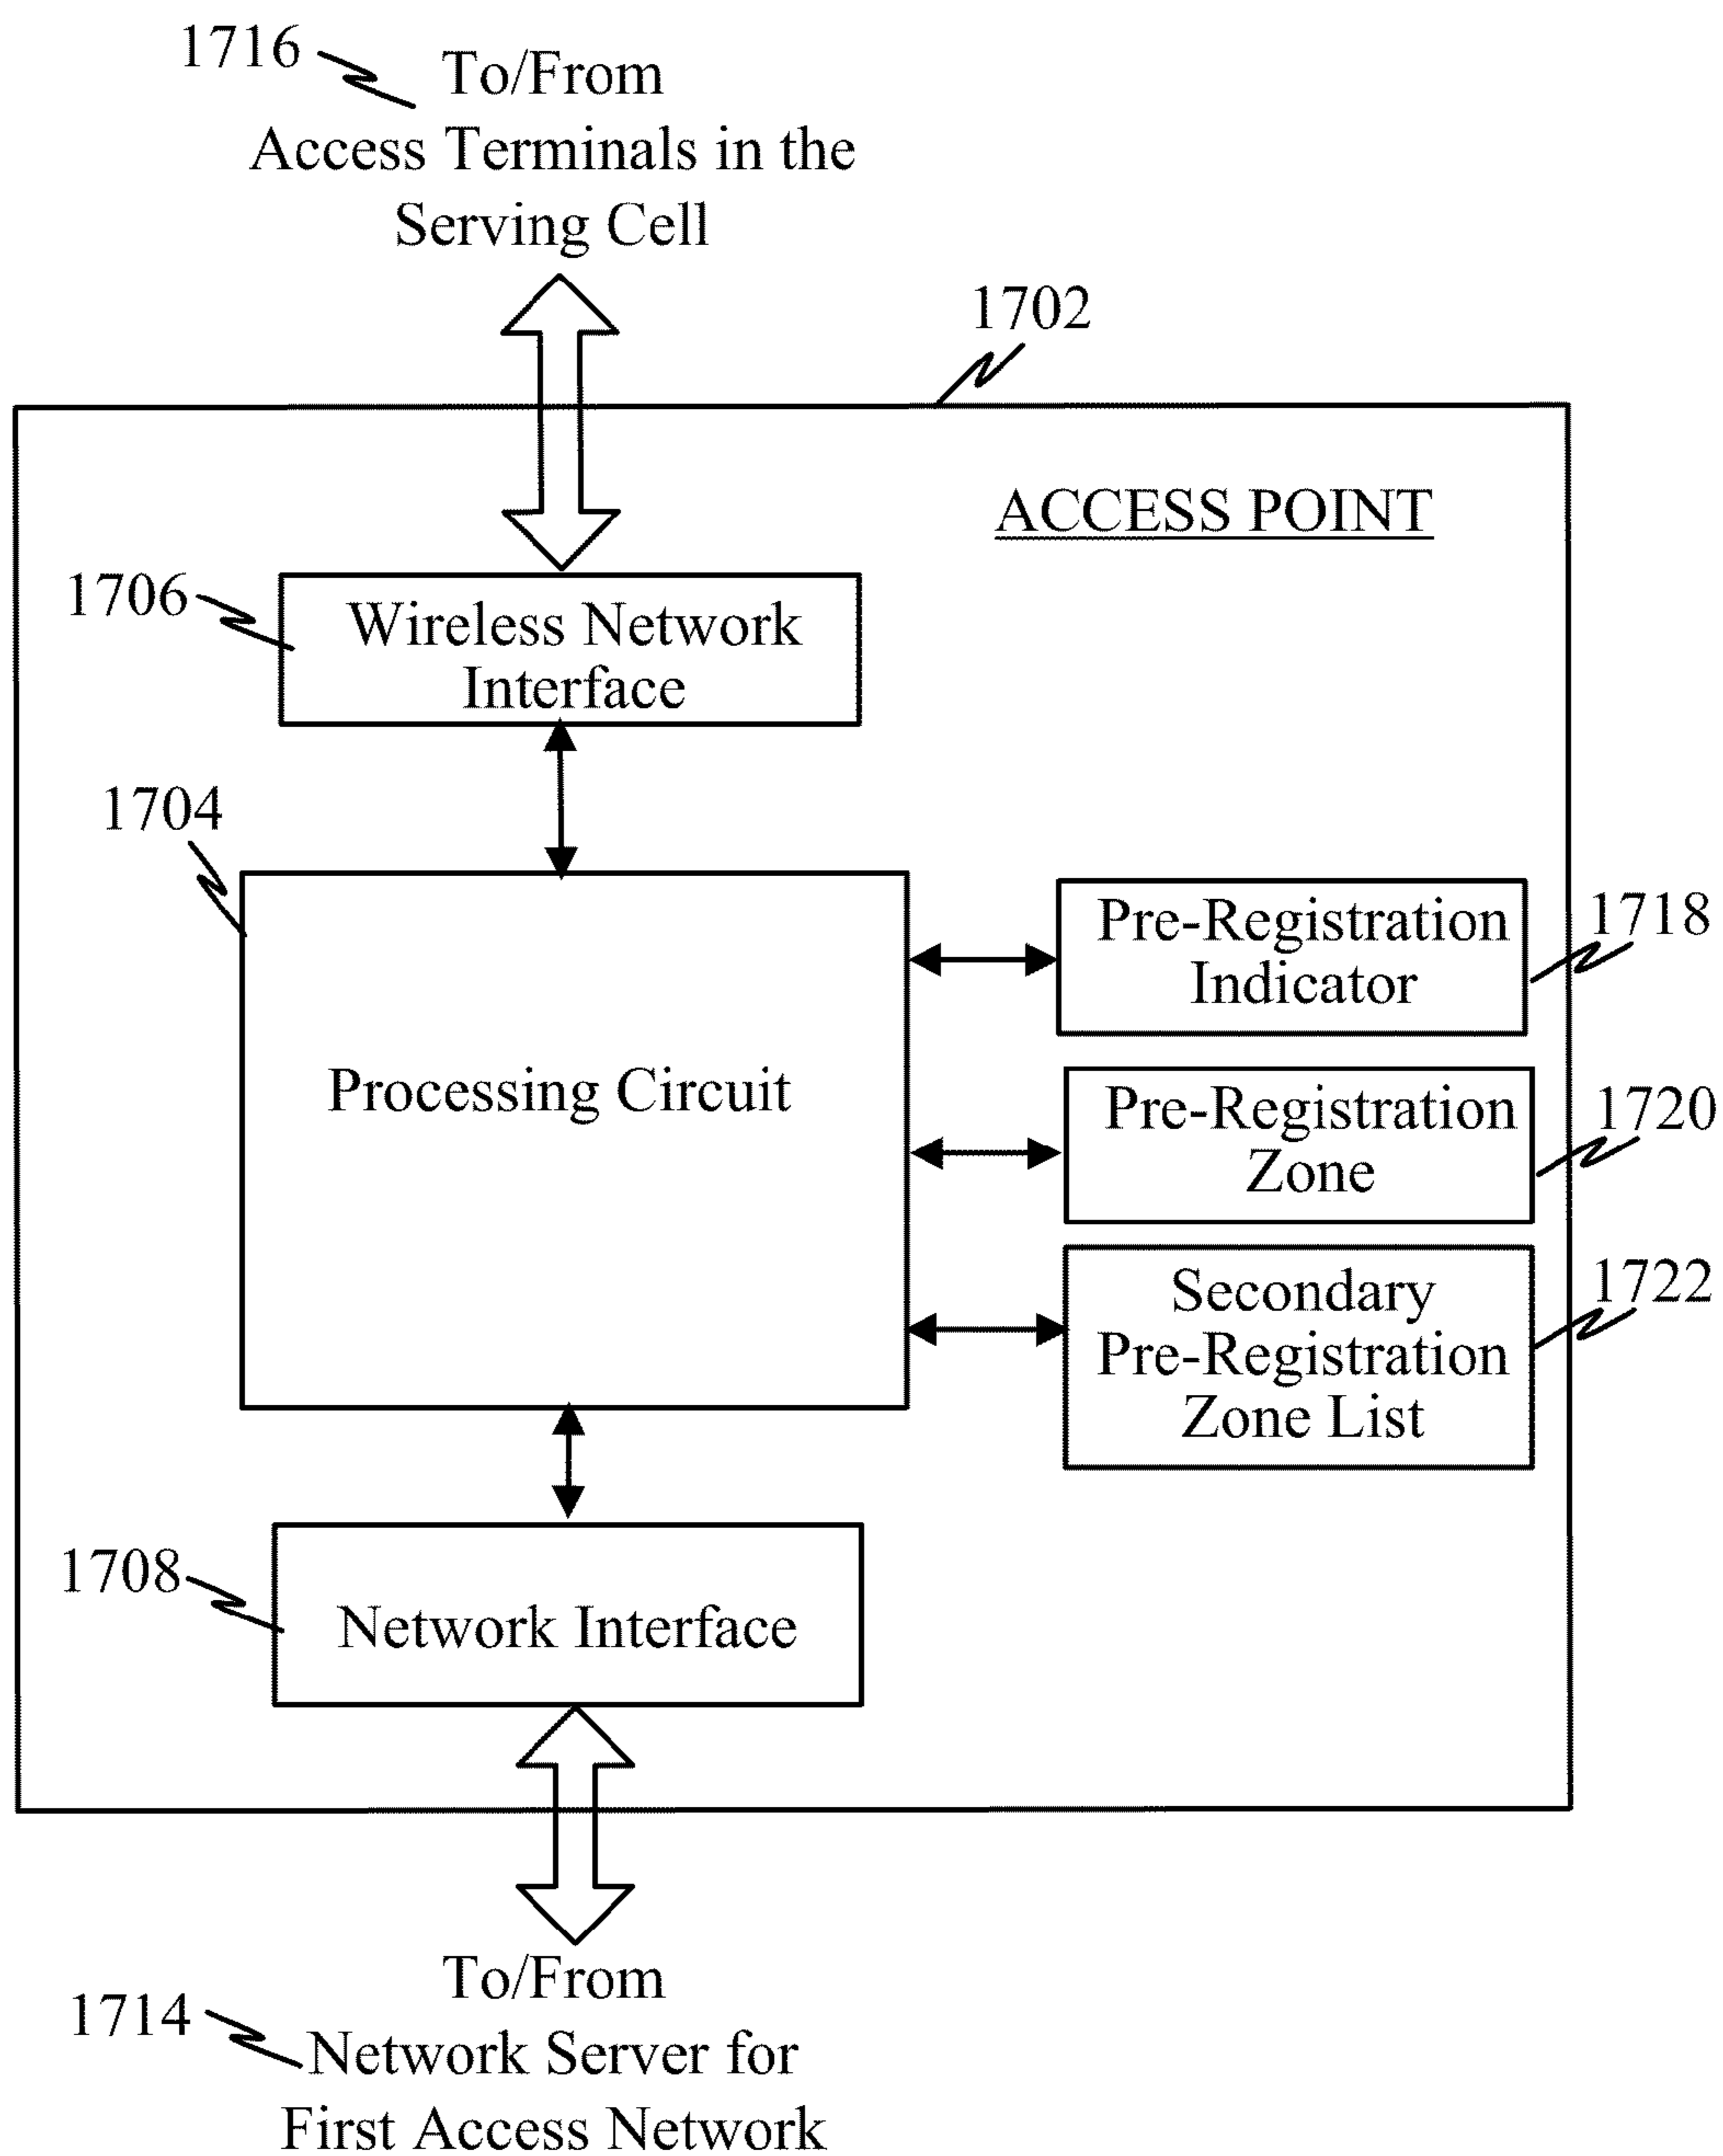 1716
To/From
Access Terminals in the
Serving Cell
1702
ACCESS POINT
1706
Wireless Network
Interface
1704
Processing Circuit
Pre-Registration
Indicator
1718
Pre-Registration
Zone
1720
Secondary
Pre-Registration
Zone List
1722
1708
Network Interface
To/From
1714
Network Server for
First Access Network